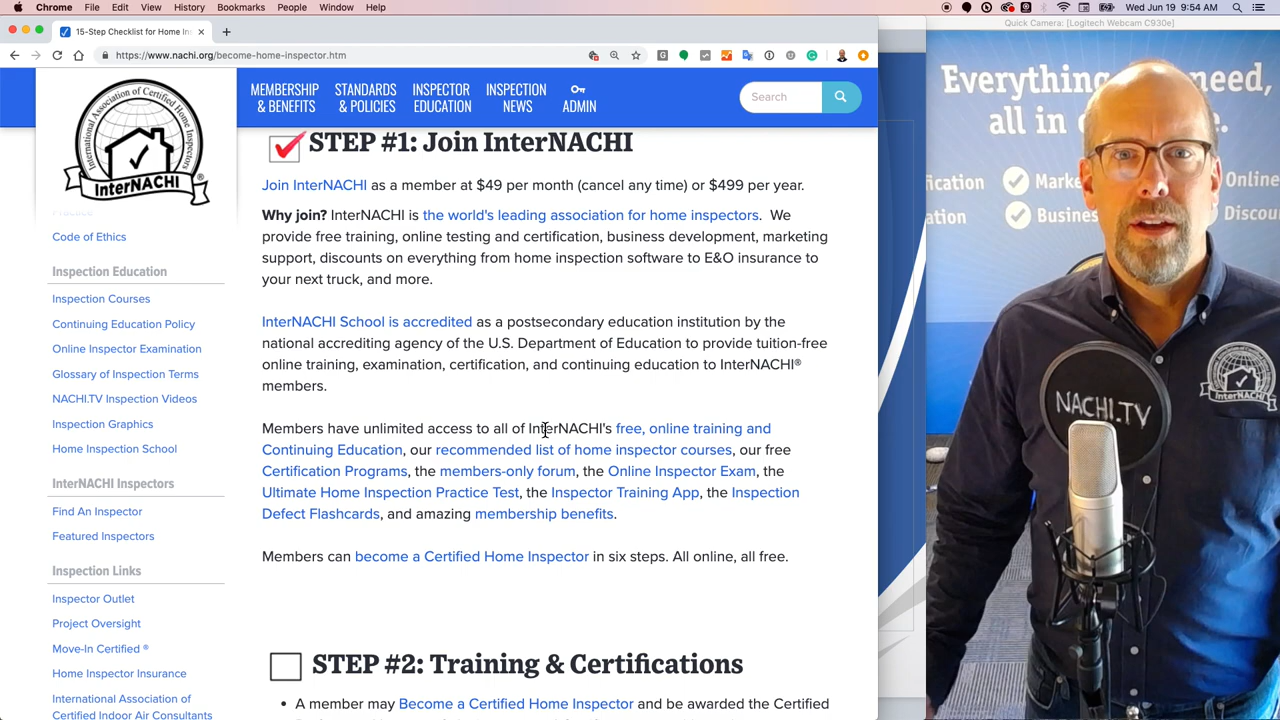 Chrome File Edit View History Bookmarks People Window Help
Wed Jun 19 9:54 AM
15-Step Checklist for Home In
Quick Camera: [Logitech Webcam C930e]
https://www.nachi.org/become-home-inspector.htm
International Association of Certified Home Inspectors
InterNACHI®
MEMBERSHIP & BENEFITS
STANDARDS & POLICIES
INSPECTOR EDUCATION
INSPECTION NEWS
ADMIN
Search
Practice
Code of Ethics
Inspection Education
Inspection Courses
Continuing Education Policy
Online Inspector Examination
Glossary of Inspection Terms
NACHI.TV Inspection Videos
Inspection Graphics
Home Inspection School
InterNACHI Inspectors
Find An Inspector
Featured Inspectors
Inspection Links
Inspector Outlet
Project Oversight
Move-In Certified ®
Home Inspector Insurance
International Association of
Certified Indoor Air Consultants
STEP #1: Join InterNACHI
Join InterNACHI as a member at $49 per month (cancel any time) or $499 per year.
Why join? InterNACHI is the world's leading association for home inspectors. We
provide free training, online testing and certification, business development, marketing
support, discounts on everything from home inspection software to E&O insurance to
your next truck, and more.
InterNACHI School is accredited as a postsecondary education institution by the
national accrediting agency of the U.S. Department of Education to provide tuition-free
online training, examination, certification, and continuing education to InterNACHI®
members.
Members have unlimited access to all of InterNACHI's free, online training and
Continuing Education, our recommended list of home inspector courses, our free
Certification Programs, the members-only forum, the Online Inspector Exam, the
Ultimate Home Inspection Practice Test, the Inspector Training App, the Inspection
Defect Flashcards, and amazing membership benefits.
Members can become a Certified Home Inspector in six steps. All online, all free.
STEP #2: Training & Certifications
• A member may Become a Certified Home Inspector and be awarded the Certified
Everything need,
all in
fication Marke Online
ation Busines Discou
NACHI.TV
InterNACHI